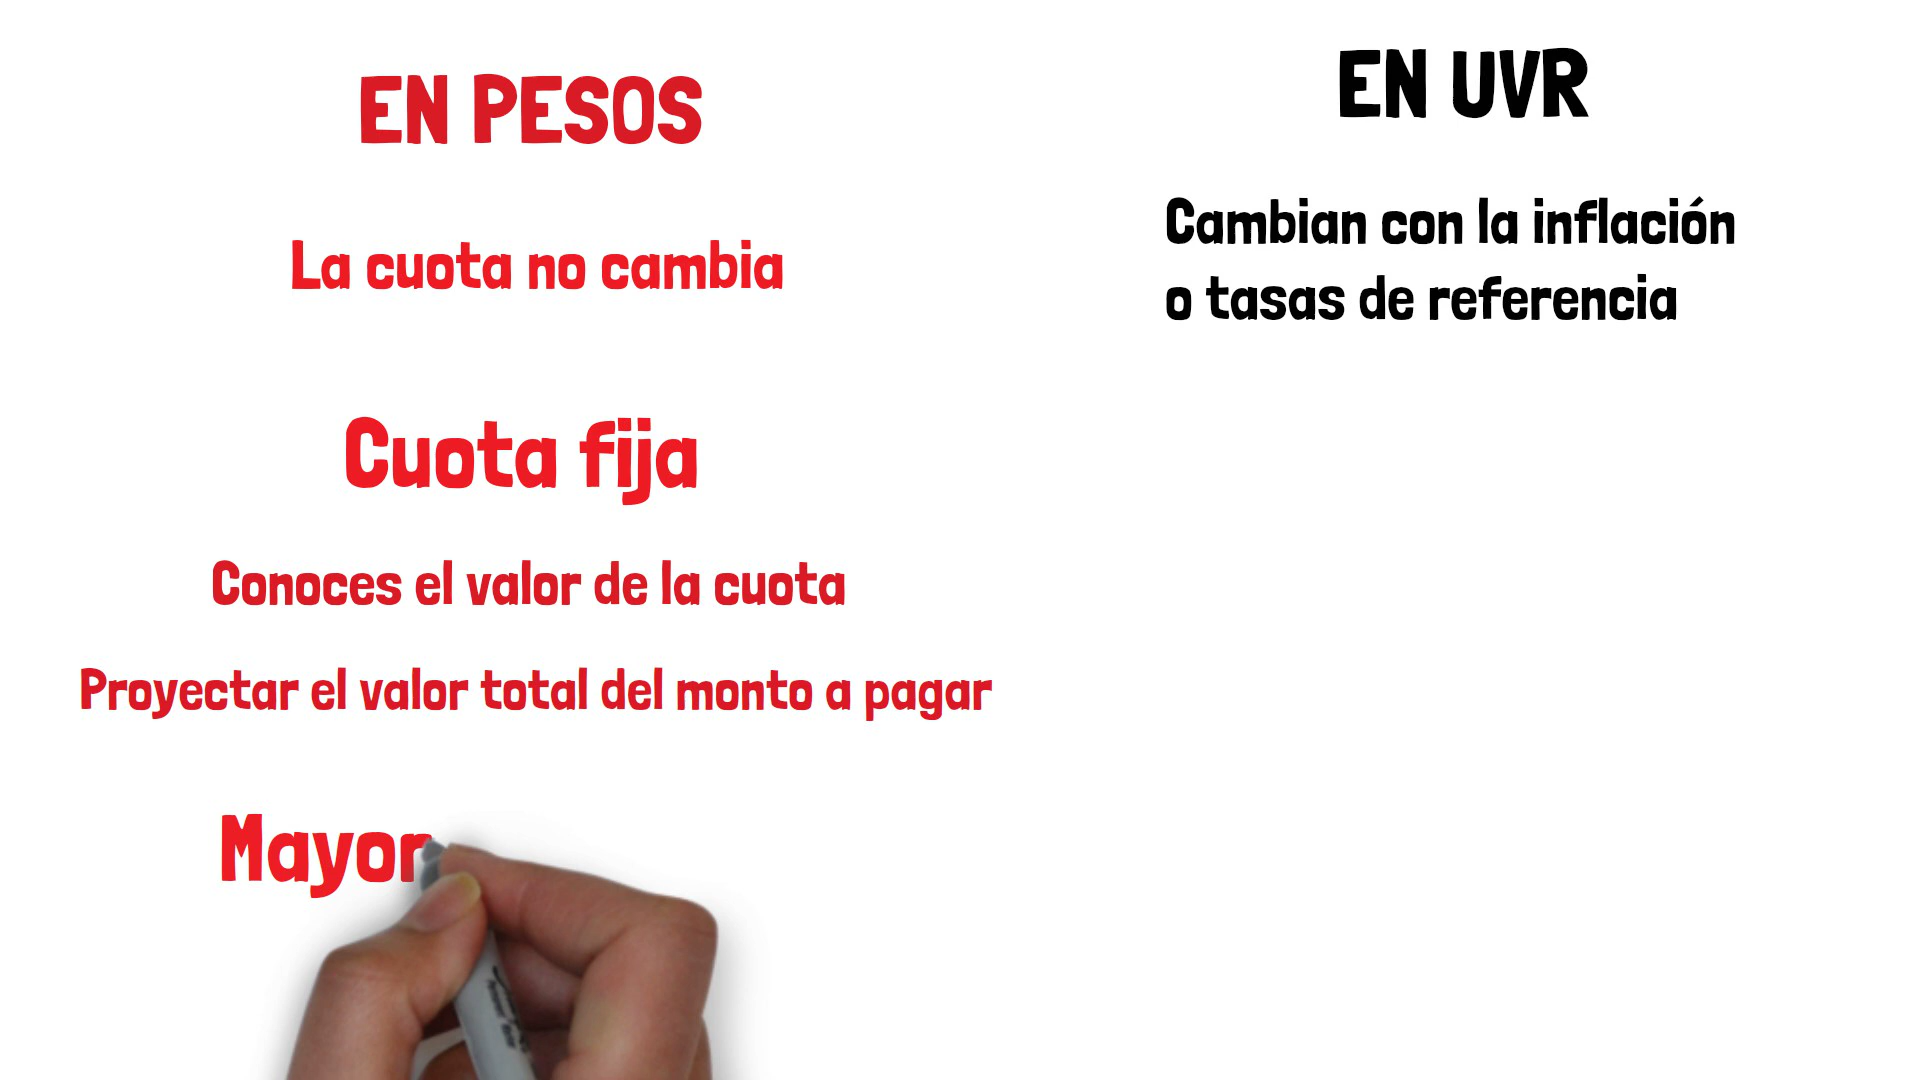 EN PESOS
La cuota no cambia
Cuota fija
Conoces el valor de la cuota
Proyectar el valor total del monto a pagar
Mayor
EN UVR
Cambian con la inflación
o tasas de referencia